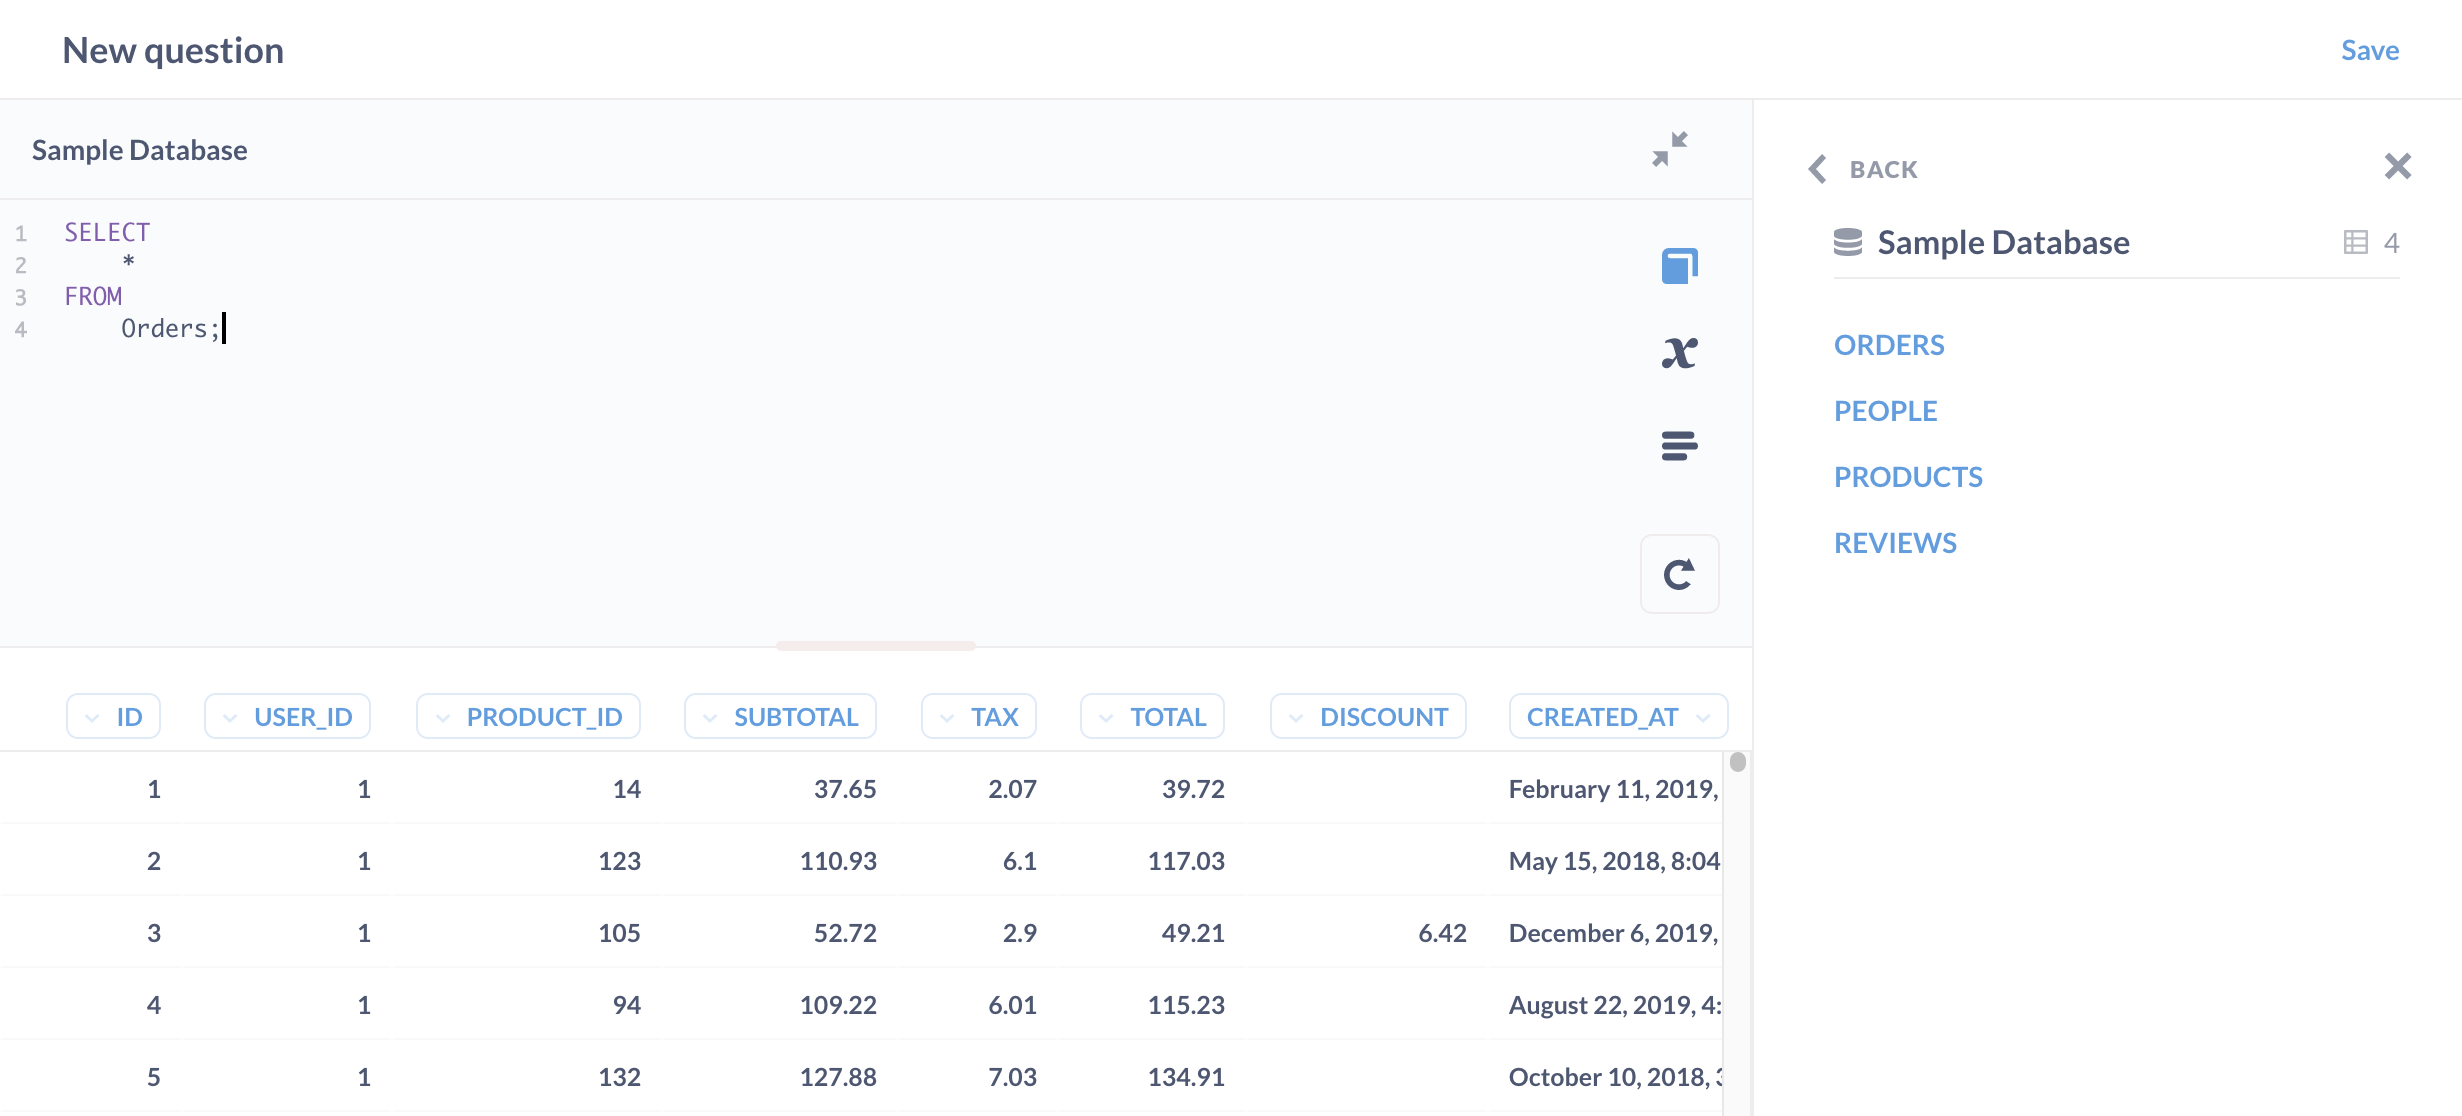 New question
Save
Sample Database
1 SELECT
2 *
3 FROM
4 Orders;
x
BACK
Sample Database 4
ORDERS
PEOPLE
PRODUCTS
REVIEWS
ID USER_ID PRODUCT_ID SUBTOTAL TAX TOTAL DISCOUNT CREATED_AT
1 1 14 37.65 2.07 39.72 February 11, 2019,
2 1 123 110.93 6.1 117.03 May 15, 2018, 8:04
3 1 105 52.72 2.9 49.21 6.42 December 6, 2019,
4 1 94 109.22 6.01 115.23 August 22, 2019, 4:
5 1 132 127.88 7.03 134.91 October 10, 2018,